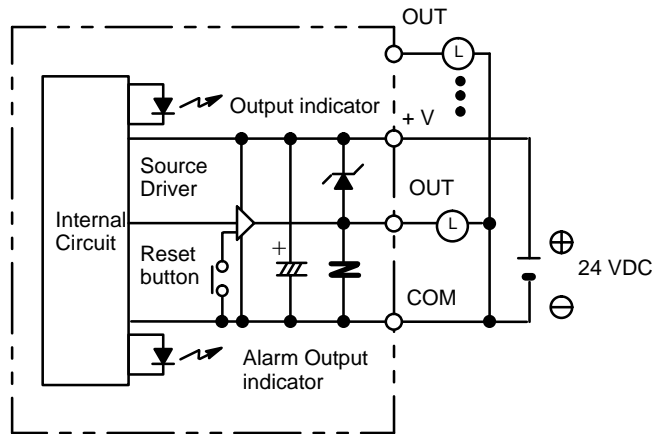 OUT
L
Output indicator
+ V
Source
Driver
OUT
Internal
Circuit
L
Reset
button
+
⊕
24 VDC
⊖
COM
Alarm Output
indicator